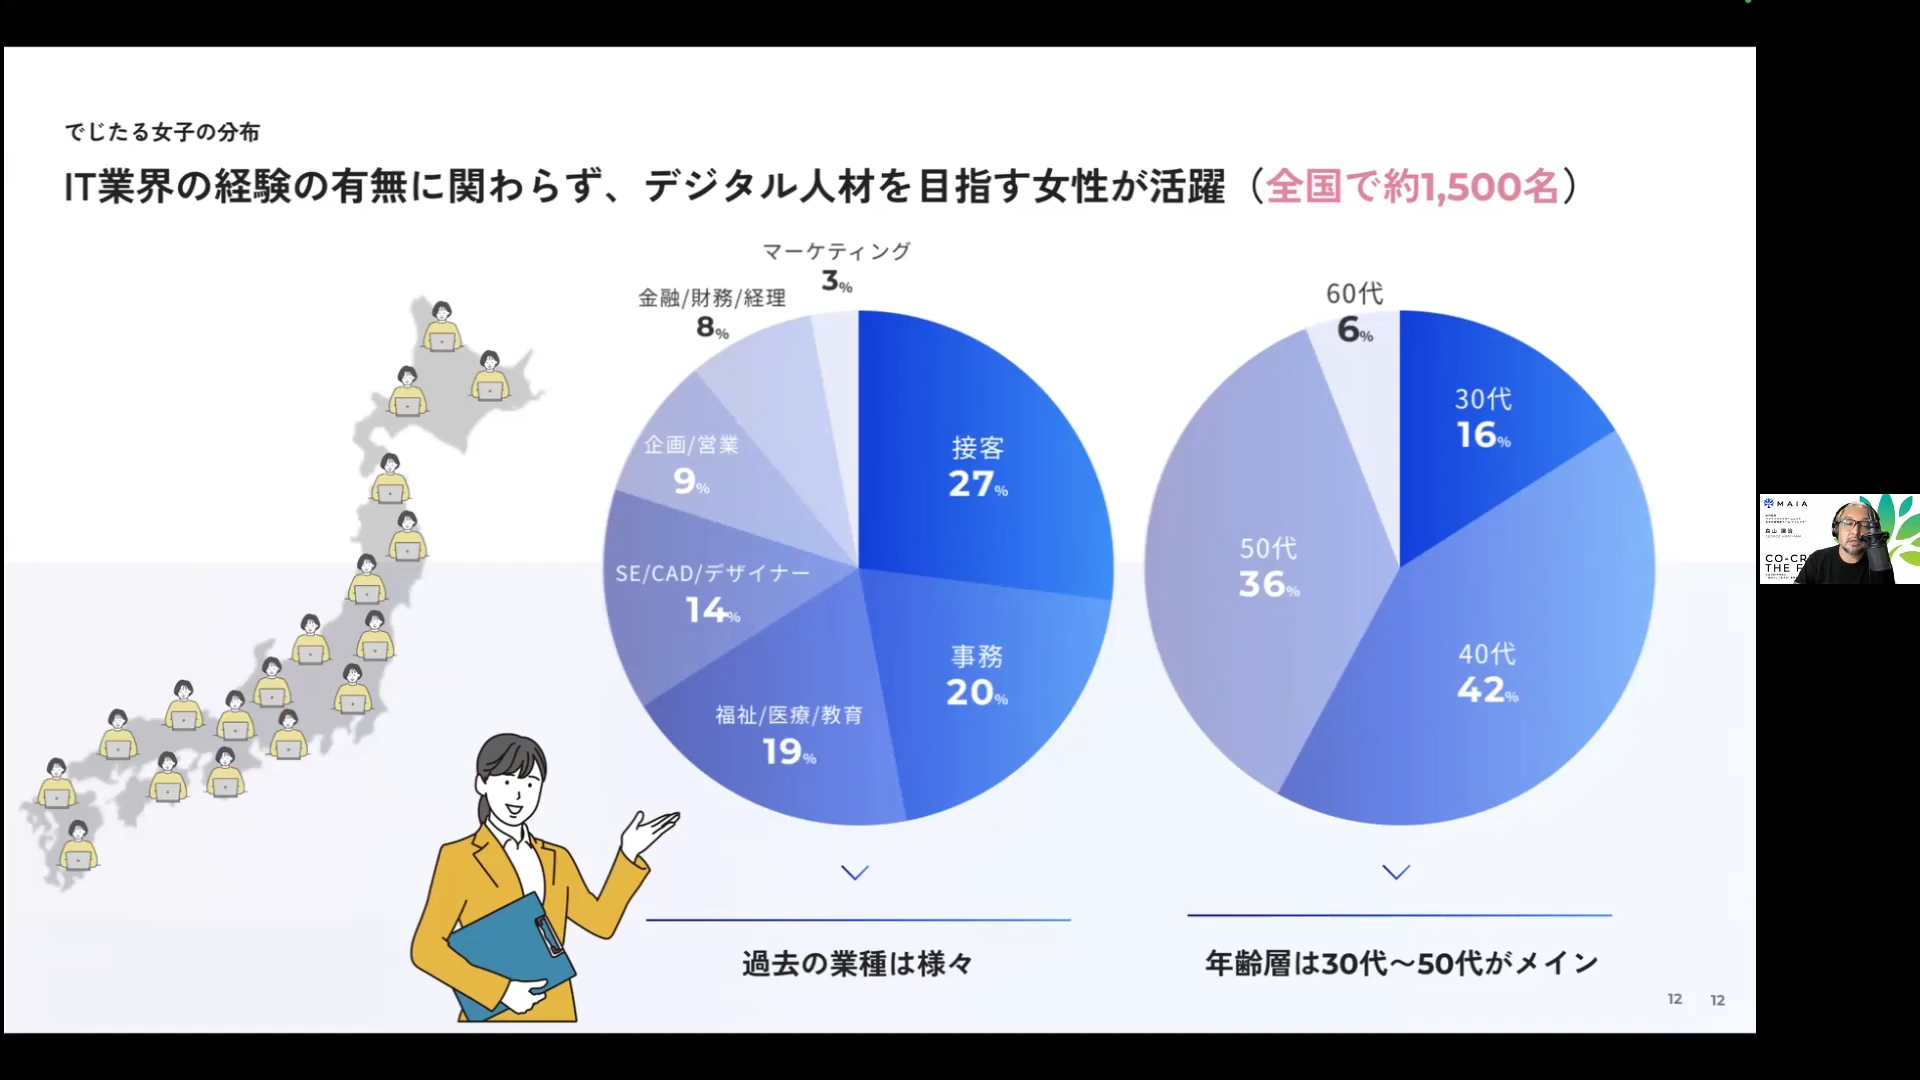 でじたる女子の分布
IT業界の経験の有無に関わらず、デジタル人材を目指す女性が活躍（全国で約1,500名）
マーケティング
3%
金融/財務/経理
8%
企画/営業
9%
SE/CAD/デザイナー
14%
福祉/医療/教育
19%
接客
27%
事務
20%
60代
6%
30代
16%
50代
36%
40代
42%
過去の業種は様々
年齢層は30代〜50代がメイン
12 12
MAIA
CO-CR
THE F